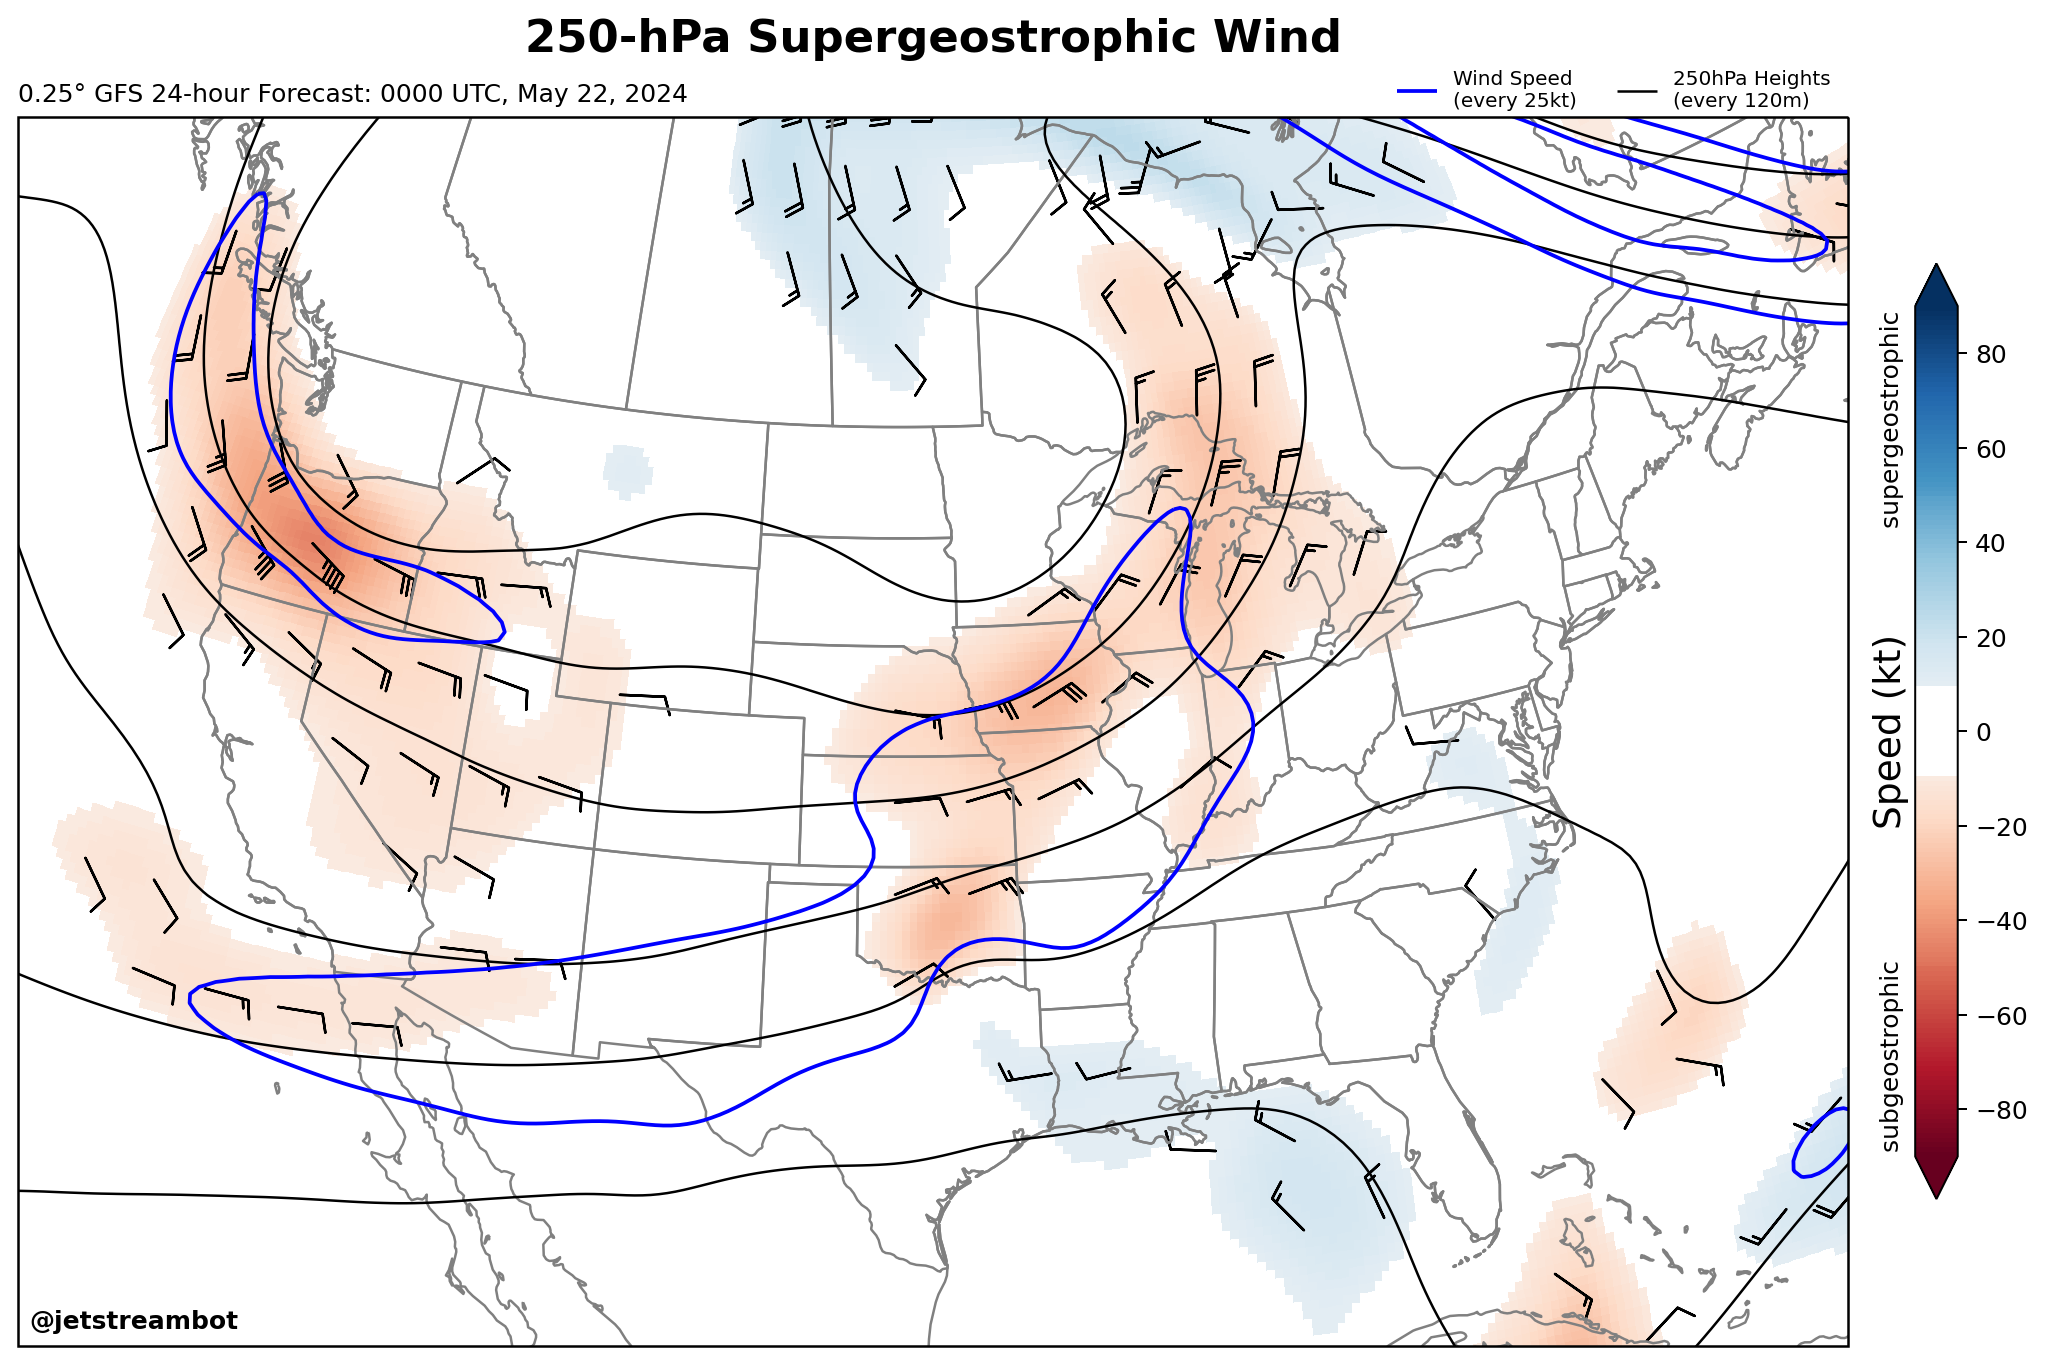 250-hPa Supergeostrophic Wind
0.25° GFS 24-hour Forecast: 0000 UTC, May 22, 2024
Wind Speed
(every 25kt)
250hPa Heights
(every 120m)
supergeostrophic
Speed (kt)
subgeostrophic
80
60
40
20
0
−20
−40
−60
−80
@jetstreambot